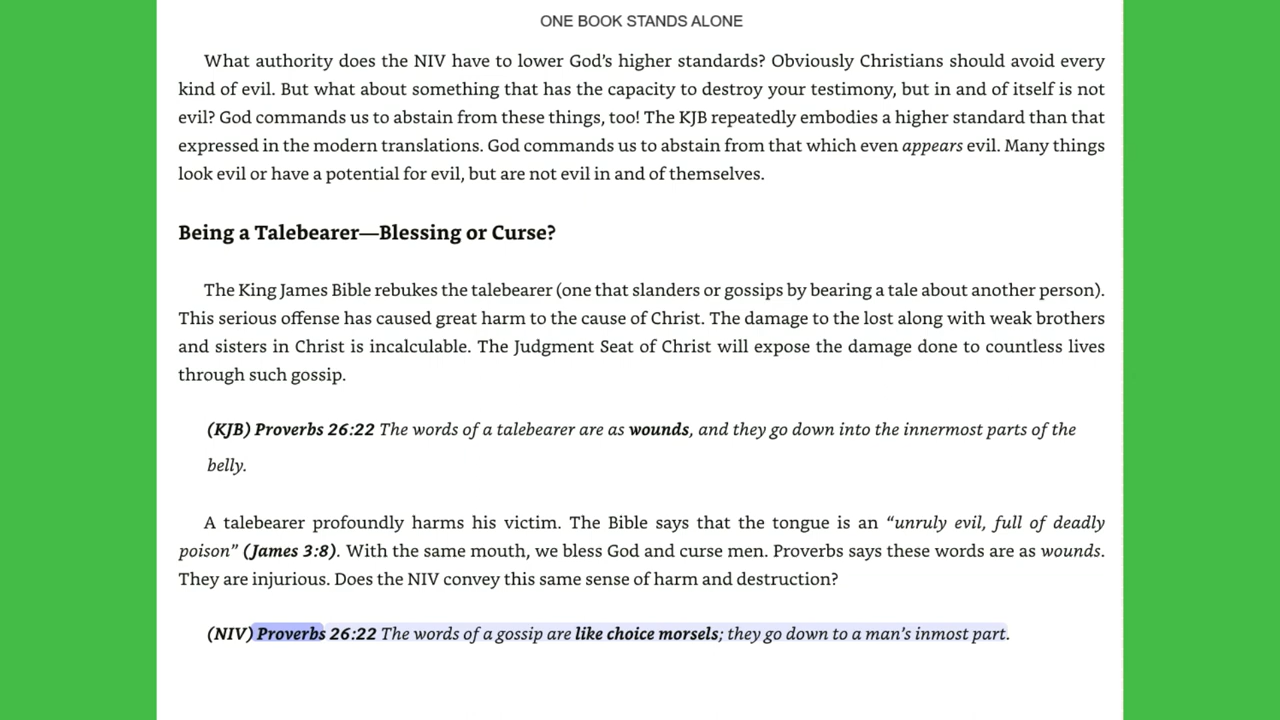 ONE BOOK STANDS ALONE
What authority does the NIV have to lower God’s higher standards? Obviously Christians should avoid every
kind of evil. But what about something that has the capacity to destroy your testimony, but in and of itself is not
evil? God commands us to abstain from these things, too! The KJB repeatedly embodies a higher standard than that
expressed in the modern translations. God commands us to abstain from that which even appears evil. Many things
look evil or have a potential for evil, but are not evil in and of themselves.
Being a Talebearer—Blessing or Curse?
The King James Bible rebukes the talebearer (one that slanders or gossips by bearing a tale about another person).
This serious offense has caused great harm to the cause of Christ. The damage to the lost along with weak brothers
and sisters in Christ is incalculable. The Judgment Seat of Christ will expose the damage done to countless lives
through such gossip.
(KJB) Proverbs 26:22 The words of a talebearer are as wounds, and they go down into the innermost parts of the
belly.
A talebearer profoundly harms his victim. The Bible says that the tongue is an “unruly evil, full of deadly
poison” (James 3:8). With the same mouth, we bless God and curse men. Proverbs says these words are as wounds.
They are injurious. Does the NIV convey this same sense of harm and destruction?
(NIV) Proverbs 26:22 The words of a gossip are like choice morsels; they go down to a man’s inmost part.